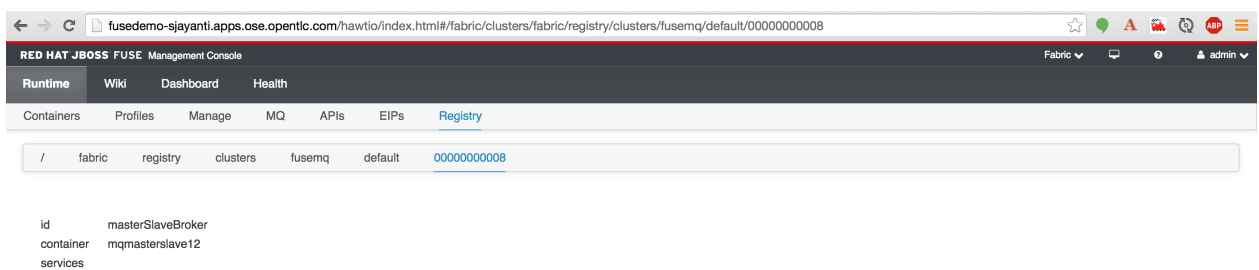 fusedemo-sjayanti.apps.ose.opentlc.com/hawtio/index.html#/fabric/clusters/fabric/registry/clusters/fusemq/default/00000000008 A ABP
RED HAT JBOSS FUSE Management Console Fabric admin
Runtime Wiki Dashboard Health
Containers Profiles Manage MQ APIs EIPs Registry
/ fabric registry clusters fusemq default 00000000008
id masterSlaveBroker
container mqmasterslave12
services